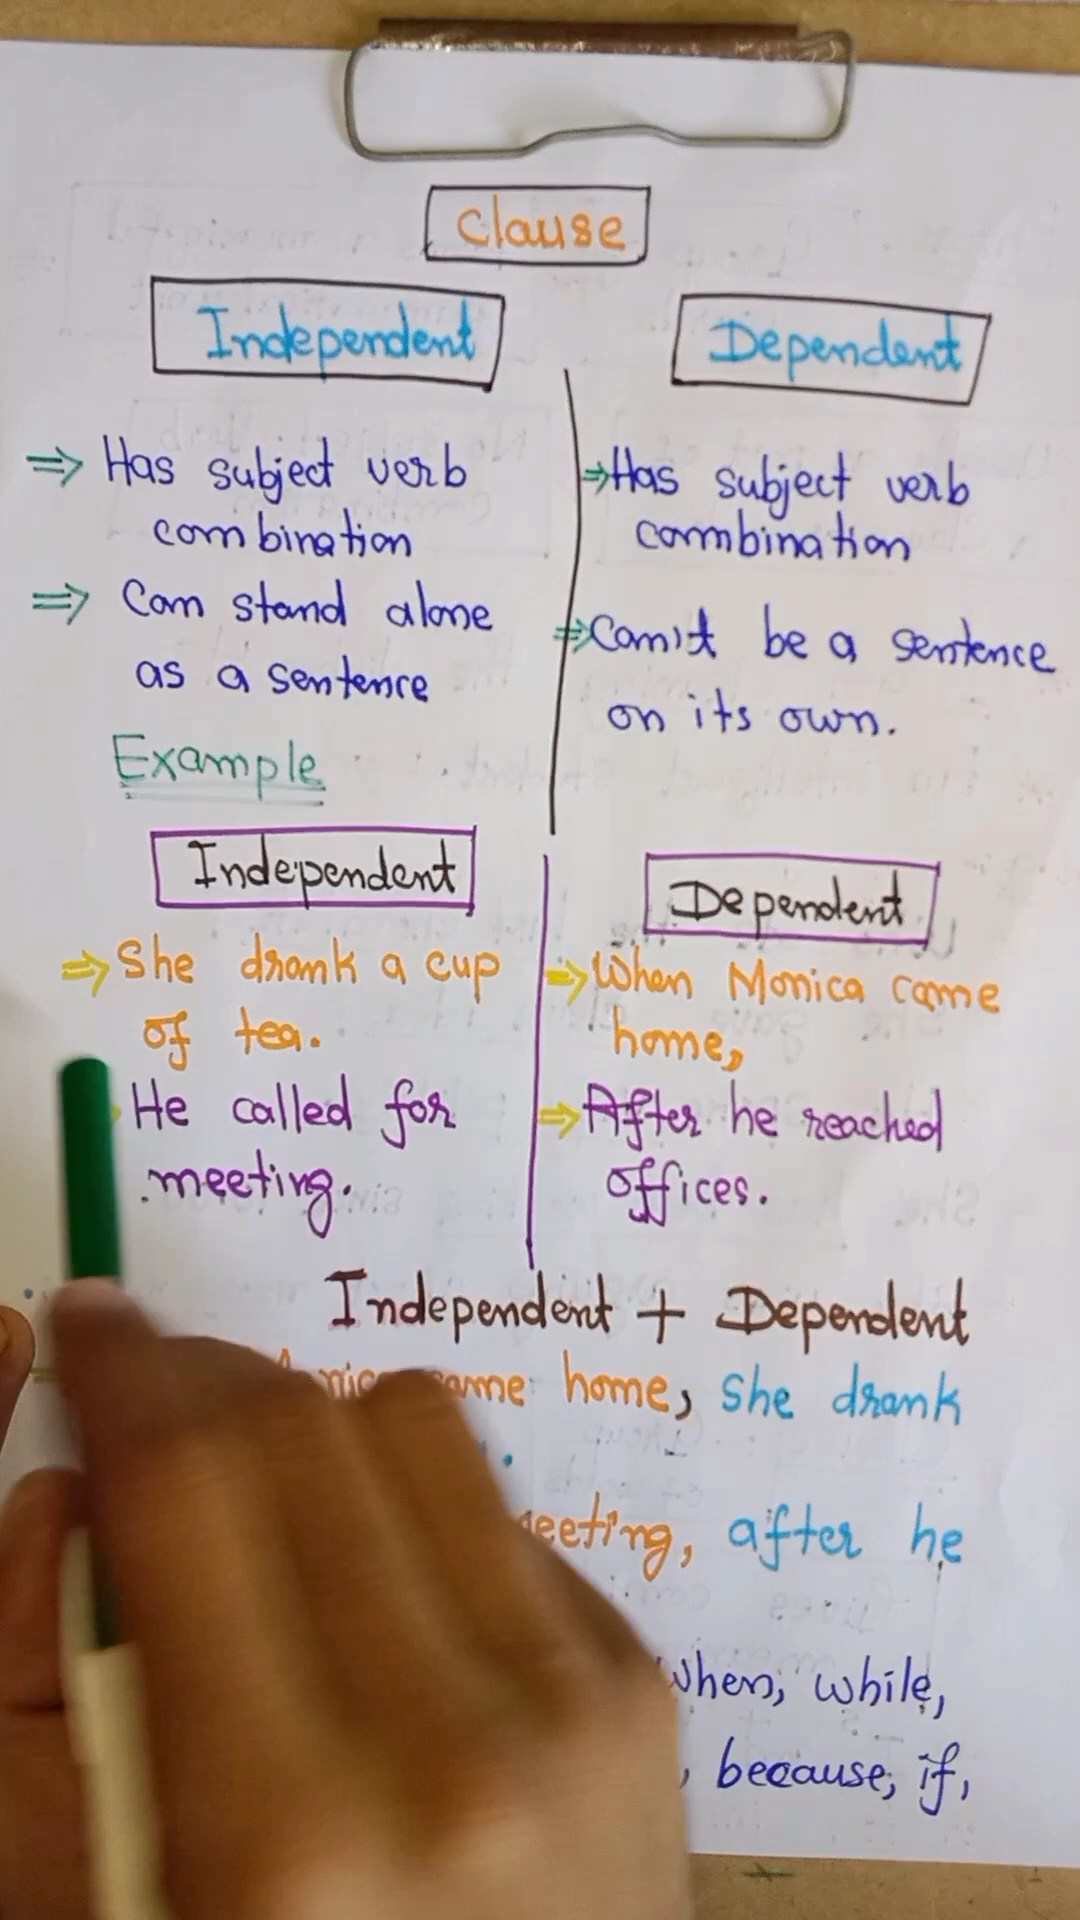 Clause
Independent
Dependent
⇒ Has subject verb
combination
⇒ Can stand alone
as a sentence
⇒ Has subject verb
combination
⇒ Can't be a sentence
on its own.
Example
Independent
⇒ She drank a cup
of tea.
He called for
meeting.
Dependent
⇒ When Monica came
home,
⇒ After he reached
offices.
Independent + Dependent
home, she drank
meeting, after he
when, while,
, because, if,